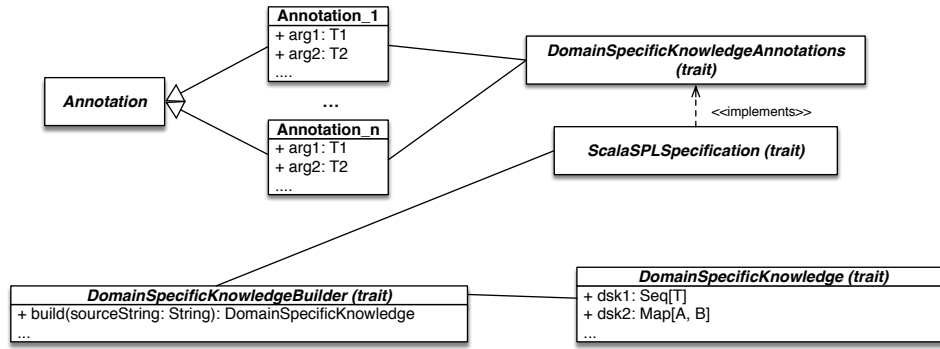 Annotation_1
+ arg1: T1
+ arg2: T2
....
DomainSpecificKnowledgeAnnotations
(trait)
Annotation
...
<<implements>>
Annotation_n
+ arg1: T1
+ arg2: T2
....
ScalaSPLSpecification (trait)
DomainSpecificKnowledgeBuilder (trait)
+ build(sourceString: String): DomainSpecificKnowledge
...
DomainSpecificKnowledge (trait)
+ dsk1: Seq[T]
+ dsk2: Map[A, B]
...